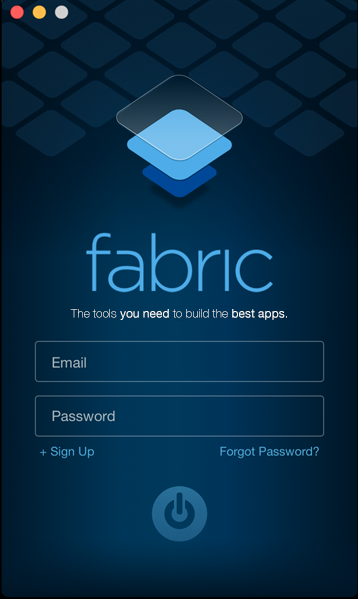 fabric
The tools you need to build the best apps.
Email
Password
+ Sign Up
Forgot Password?